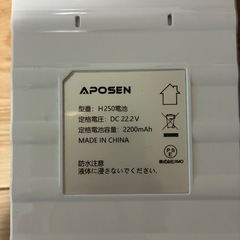 APOSEN
型番：H250電池
定格電圧：DC 22.2V
定格電池容量：2200mAh
MADE IN CHINA
PSE
防水注意
液体に浸さないでください。